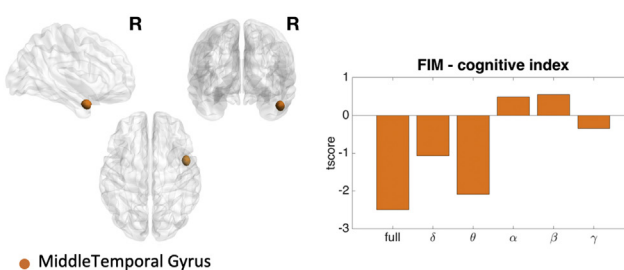 R
R
MiddleTemporal Gyrus
FIM - cognitive index
tscore
1
0
-1
-2
-3
full δ θ α β γ